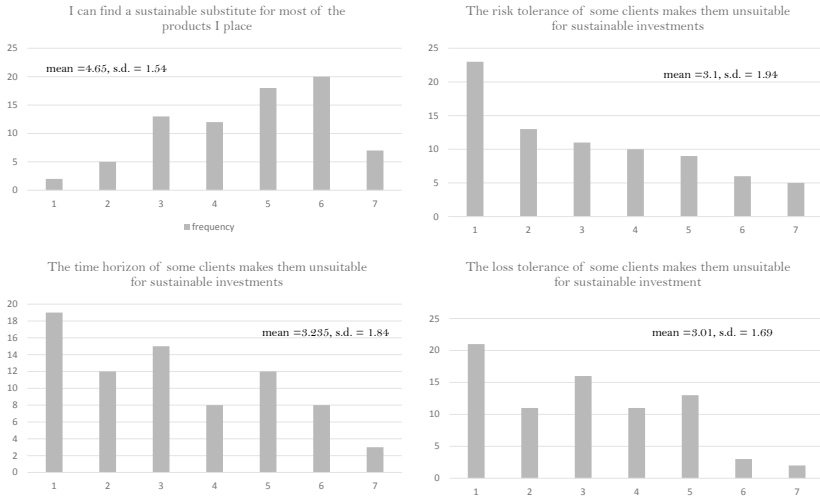 I can find a sustainable substitute for most of the
products I place
25
20
15
10
5
0
mean =4.65, s.d. = 1.54
1 2 3 4 5 6 7
frequency
The risk tolerance of some clients makes them unsuitable
for sustainable investments
25
20
15
10
5
0
mean =3.1, s.d. = 1.94
1 2 3 4 5 6 7
The time horizon of some clients makes them unsuitable
for sustainable investments
20
18
16
14
12
10
8
6
4
2
0
mean =3.235, s.d. = 1.84
1 2 3 4 5 6 7
The loss tolerance of some clients makes them unsuitable
for sustainable investment
25
20
15
10
5
0
mean =3.01, s.d. = 1.69
1 2 3 4 5 6 7